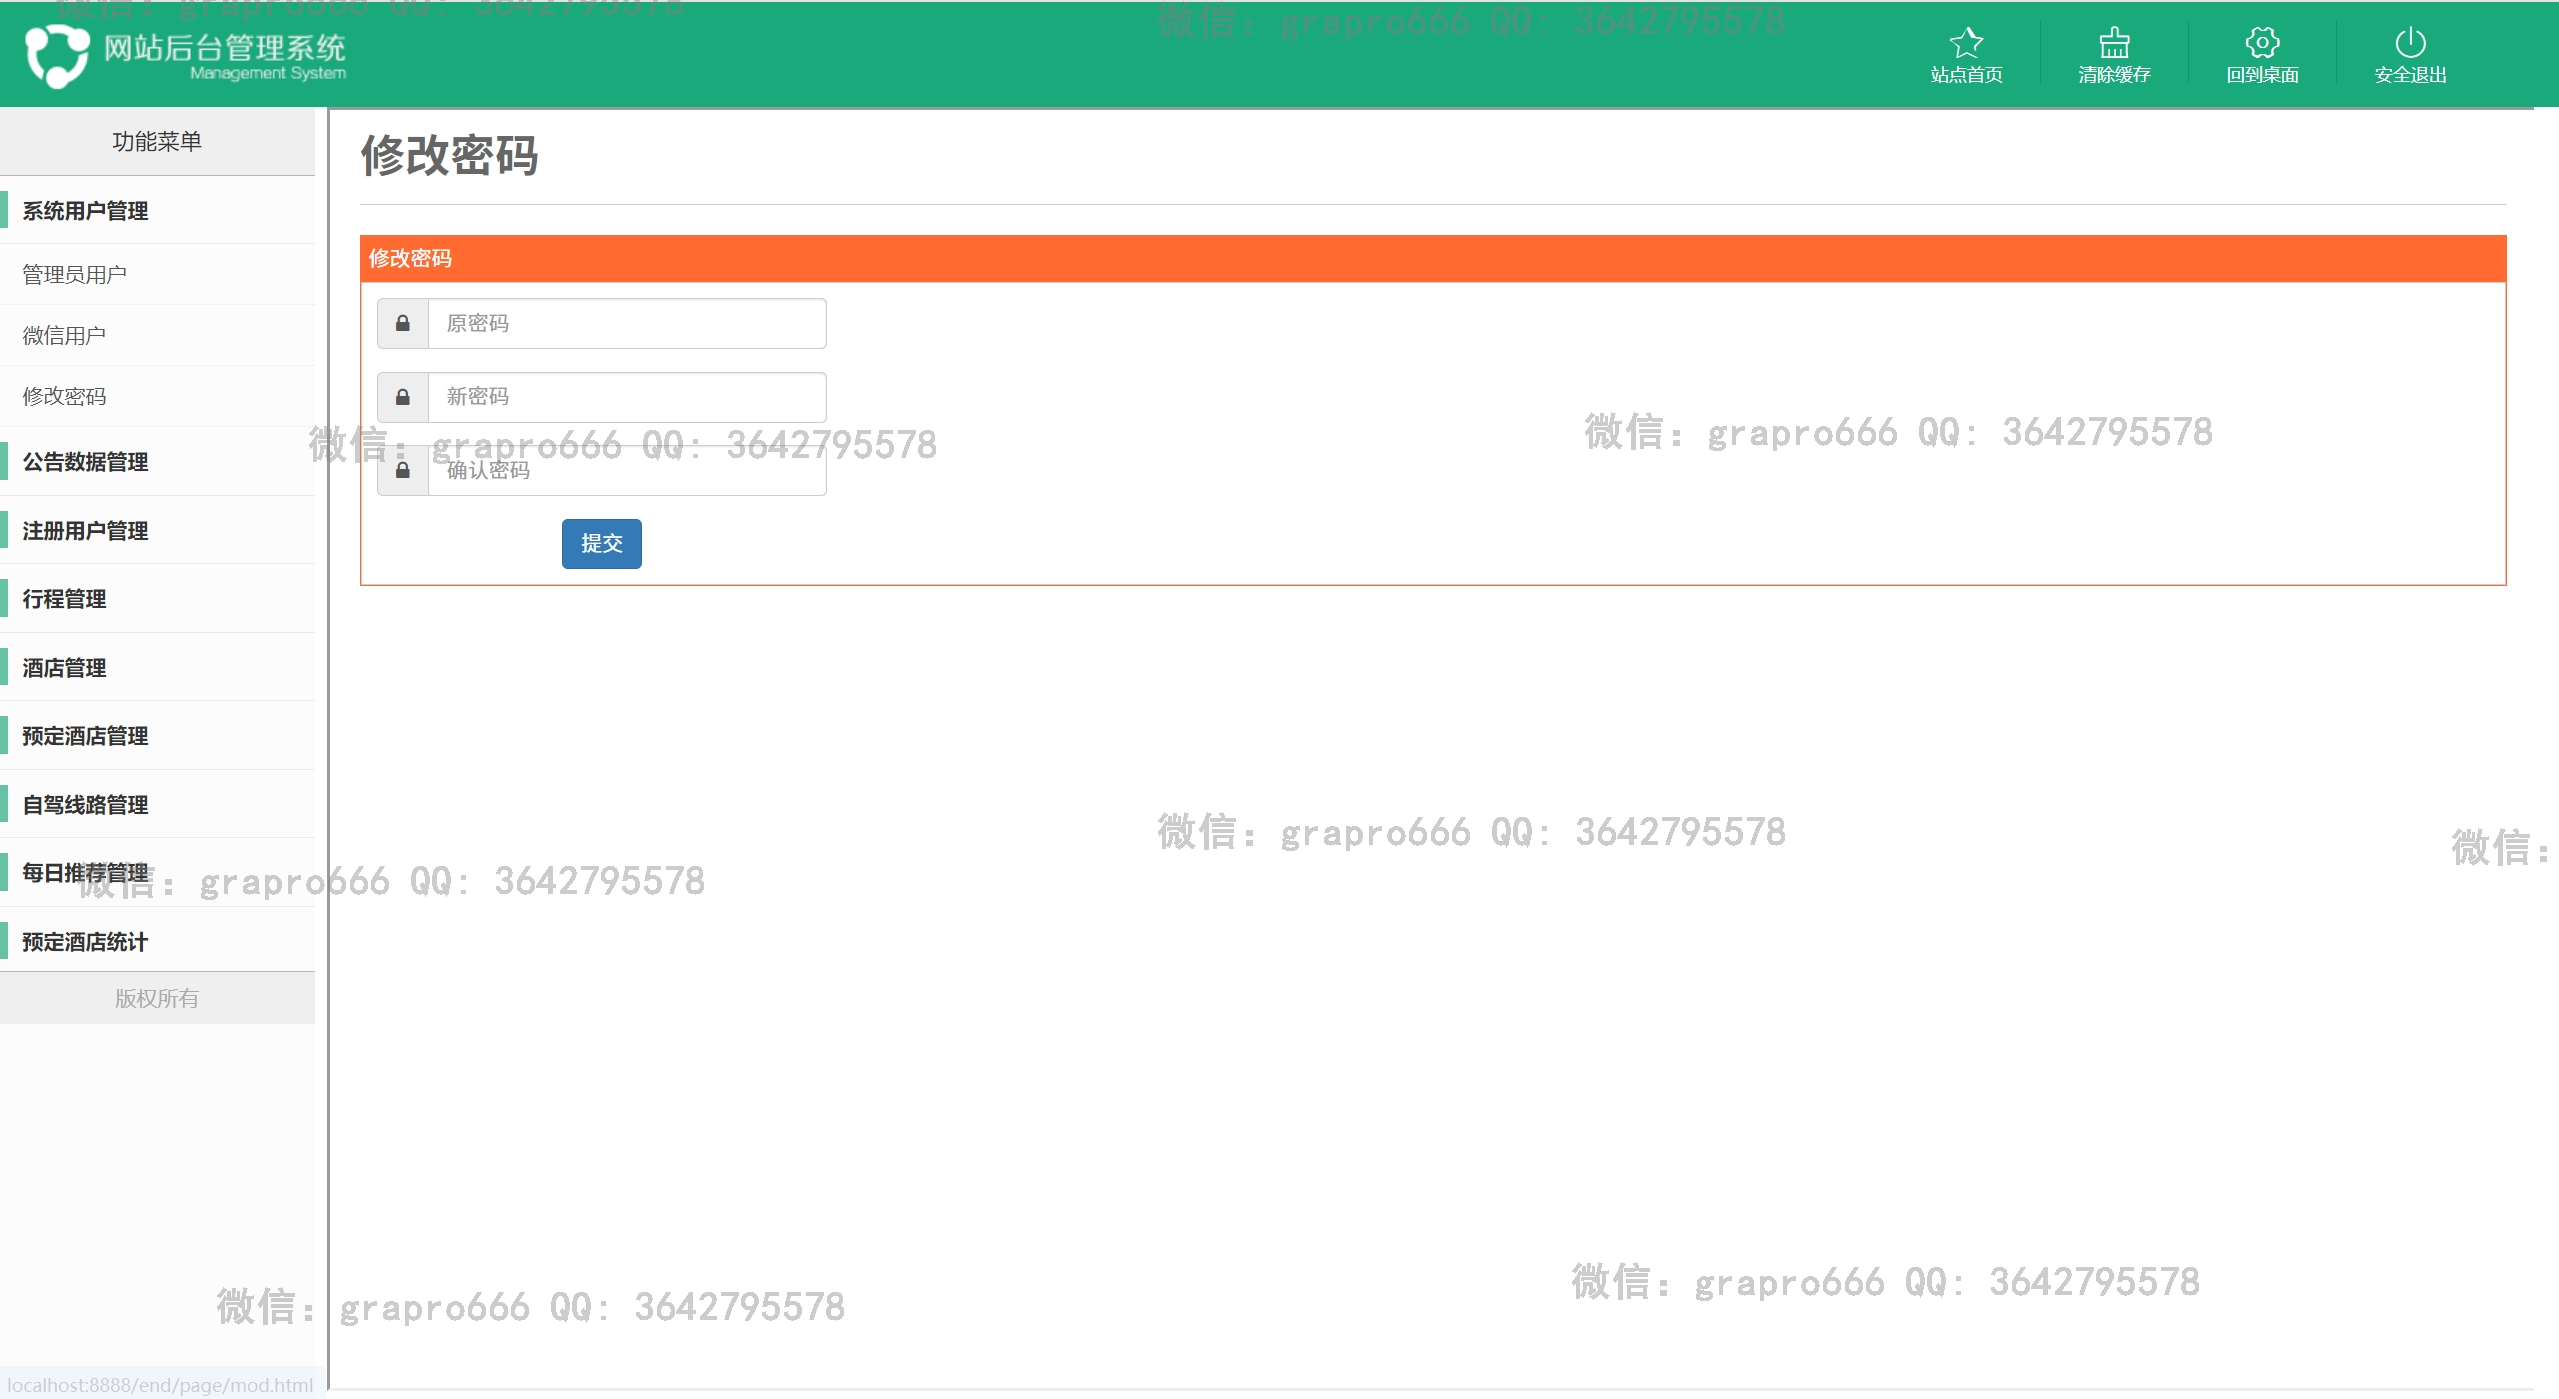 微信: grapro666 QQ: 3642795578
微信: grapro666 QQ: 3642795578
网站后台管理系统
Management System
站点首页
清除缓存
回到桌面
安全退出
功能菜单
系统用户管理
管理员用户
微信用户
修改密码
公告数据管理
注册用户管理
行程管理
酒店管理
预定酒店管理
自驾线路管理
每日推荐管理
预定酒店统计
版权所有
修改密码
修改密码
原密码
新密码
确认密码
提交
微信: grapro666 QQ: 3642795578
微信: grapro666 QQ: 3642795578
微信: grapro666 QQ: 3642795578
微信:
微信: grapro666 QQ: 3642795578
微信: grapro666 QQ: 3642795578
微信: grapro666 QQ: 3642795578
localhost:8888/end/page/mod.html